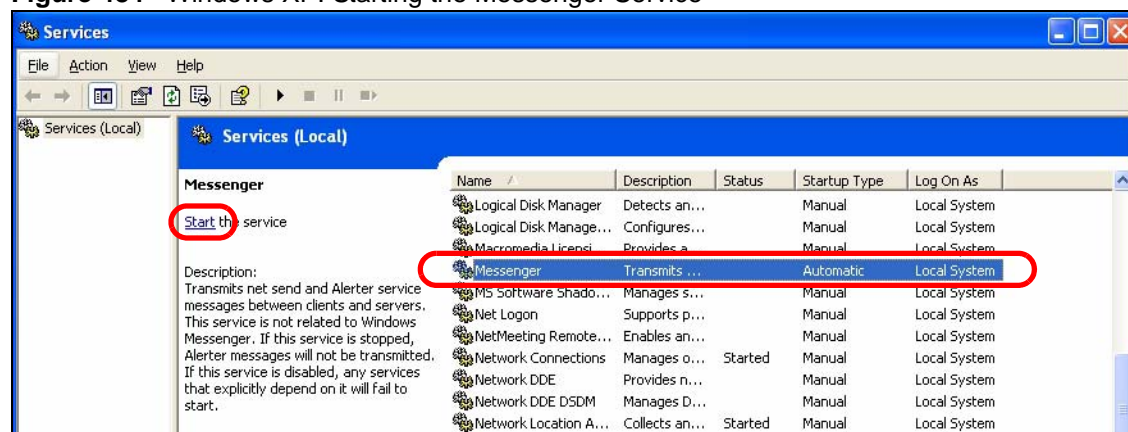 Services
File Action View Help
Services (Local)
Services (Local)
Messenger
Start the service
Description:
Transmits net send and Alerter service
messages between clients and servers.
This service is not related to Windows
Messenger. If this service is stopped,
Alerter messages will not be transmitted.
If this service is disabled, any services
that explicitly depend on it will fail to
start.
Name Description Status Startup Type Log On As
Logical Disk Manager Detects an... Manual Local System
Logical Disk Manage... Configures... Manual Local System
Macromedia Licensi... Provides a... Manual Local System
Messenger Transmits ... Automatic Local System
MS Software Shado... Manages s... Manual Local System
Net Logon Supports p... Manual Local System
NetMeeting Remote... Enables an... Manual Local System
Network Connections Manages o... Started Manual Local System
Network DDE Provides n... Manual Local System
Network DDE DSDM Manages D... Manual Local System
Network Location A... Collects an... Started Manual Local System